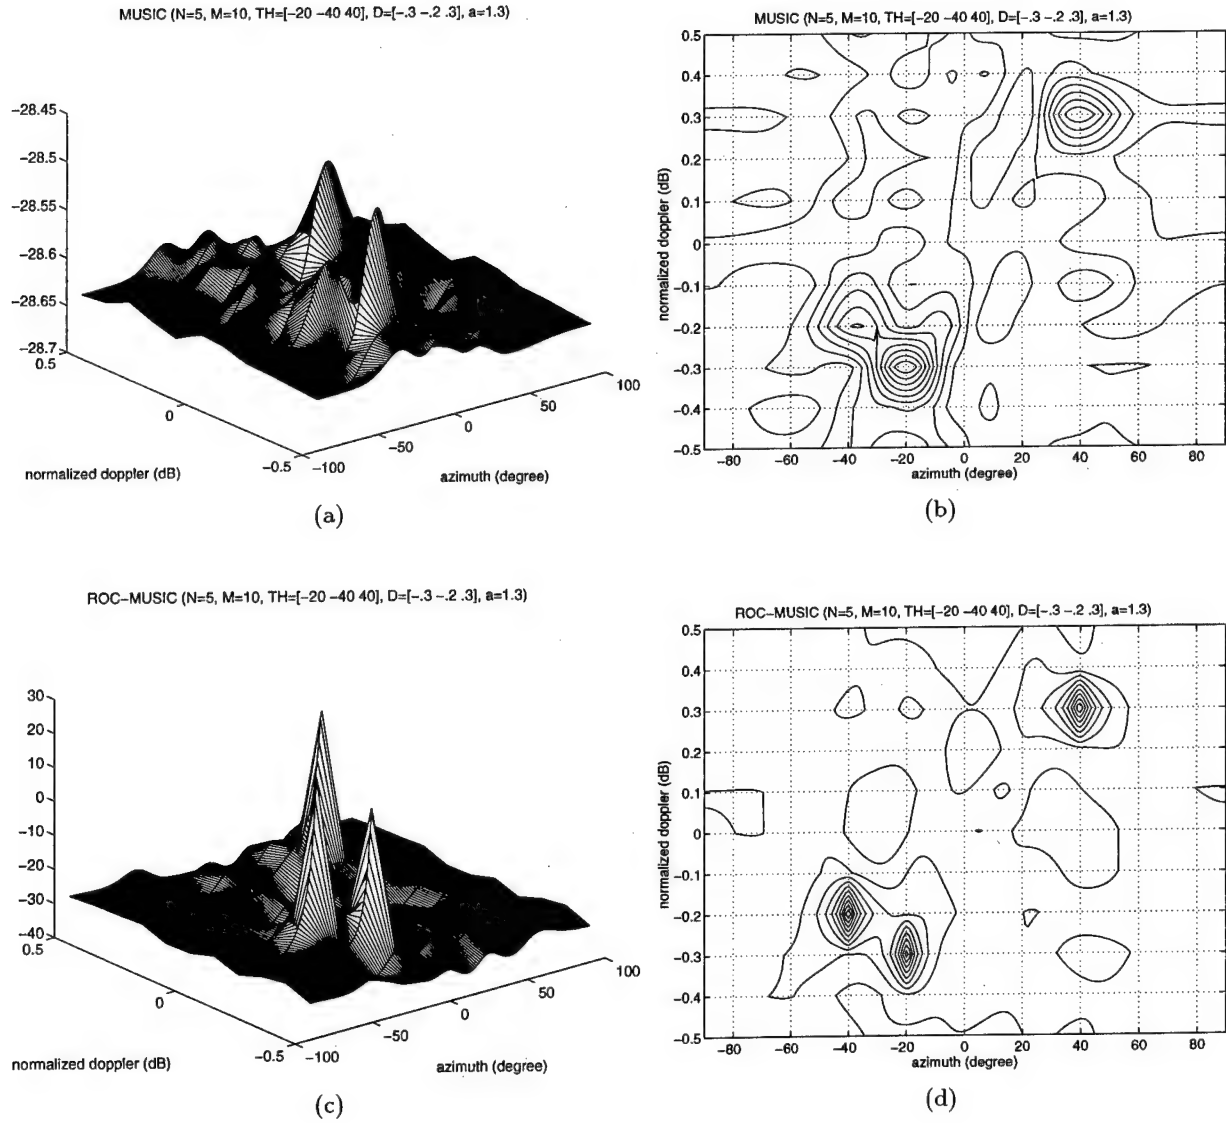 MUSIC (N=5, M=10, TH=[-20 -40 40], D=[-.3 -.2 .3], a=1.3)
-28.45
-28.5
-28.55
-28.6
-28.65
-28.7
0.5
0
-0.5
-100
-50
0
50
100
normalized doppler (dB)
azimuth (degree)
(a)
MUSIC (N=5, M=10, TH=[-20 -40 40], D=[-.3 -.2 .3], a=1.3)
normalized doppler (dB)
0.5
0.4
0.3
0.2
0.1
0
-0.1
-0.2
-0.3
-0.4
-0.5
-80 -60 -40 -20 0 20 40 60 80
azimuth (degree)
(b)
ROC-MUSIC (N=5, M=10, TH=[-20 -40 40], D=[-.3 -.2 .3], a=1.3)
30
20
10
0
-10
-20
-30
-40
0.5
0
-0.5
-100
-50
0
50
100
normalized doppler (dB)
azimuth (degree)
(c)
ROC-MUSIC (N=5, M=10, TH=[-20 -40 40], D=[-.3 -.2 .3], a=1.3)
normalized doppler (dB)
0.5
0.4
0.3
0.2
0.1
0
-0.1
-0.2
-0.3
-0.4
-0.5
-80 -60 -40 -20 0 20 40 60 80
azimuth (degree)
(d)